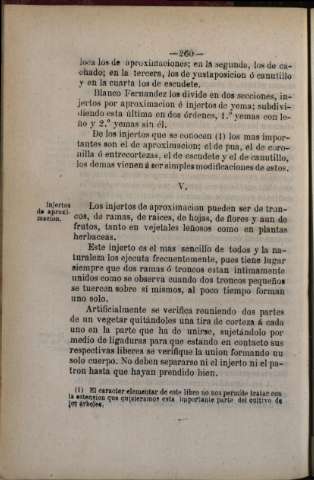 —260—
loca los de aproximaciones; en la segunda, los de ca-
chado; en la tercera, los de yustaposicion ó canutillo
y en la cuarta los de escudete.
Blanco Fernandez los divide en dos secciones, in-
jertos por aproximacion é injertos de yema; subdivi-
diendo esta última en dos órdenes, 1.º yemas con le-
ño y 2.º yemas sin él.
De los injertos que se conocen (1) los mas impor-
tantes son el de aproximacion; el de pua, el de coro-
nilla ó entrecortezas, el de escudete y el de canutillo,
los demas vienen á ser simples modificaciones de estos.
V.
Injertos
de aproxi-
macion.
Los injertos de aproximacion pueden ser de tron-
cos, de ramas, de raices, de hojas, de flores y aun de
frutos, tanto en vejetales leñosos como en plantas
herbaceas.
Este injerto es el mas sencillo de todos y la na-
turaleza los ejecuta frecuentemente, pues tiene lugar
siempre que dos ramas ó troncos estan intimamente
unidos como se observa cuando dos troncos pequeños
se tuercen sobre sí mismos, al poco tiempo forman
uno solo.
Artificialmente se verifica reuniendo dos partes
de un vegetar quitándoles una tira de corteza á cada
uno en la parte que ha de unirse, sujetándolo por
medio de ligaduras para que estando en contacto sus
respectivas liberes se verifique la union formando un
solo cuerpo. No deben separarse ni el injerto ni el pa-
tron hasta que hayan prendido bien.
(1) El caracter elementar de este libro no nos permite tratar con
la estension que quisieramos esta importante parte del cultivo de
los árboles.